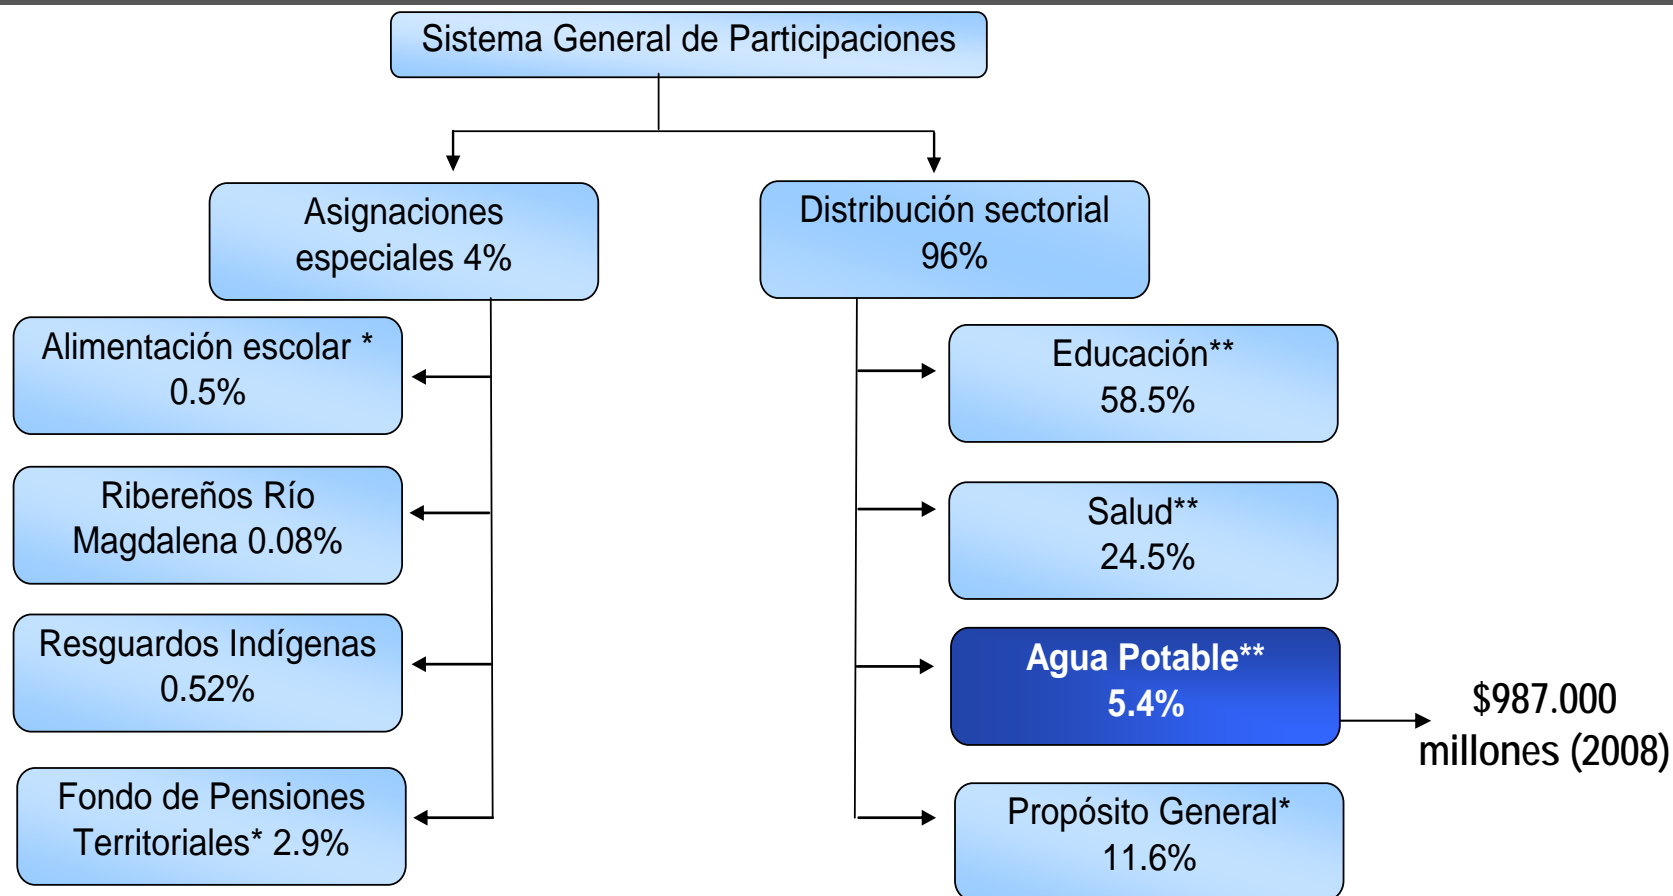 Sistema General de Participaciones
Asignaciones
especiales 4%
Distribución sectorial
96%
Alimentación escolar *
0.5%
Ribereños Río
Magdalena 0.08%
Resguardos Indígenas
0.52%
Fondo de Pensiones
Territoriales* 2.9%
Educación**
58.5%
Salud**
24.5%
Agua Potable**
5.4%
$987.000
millones (2008)
Propósito General*
11.6%